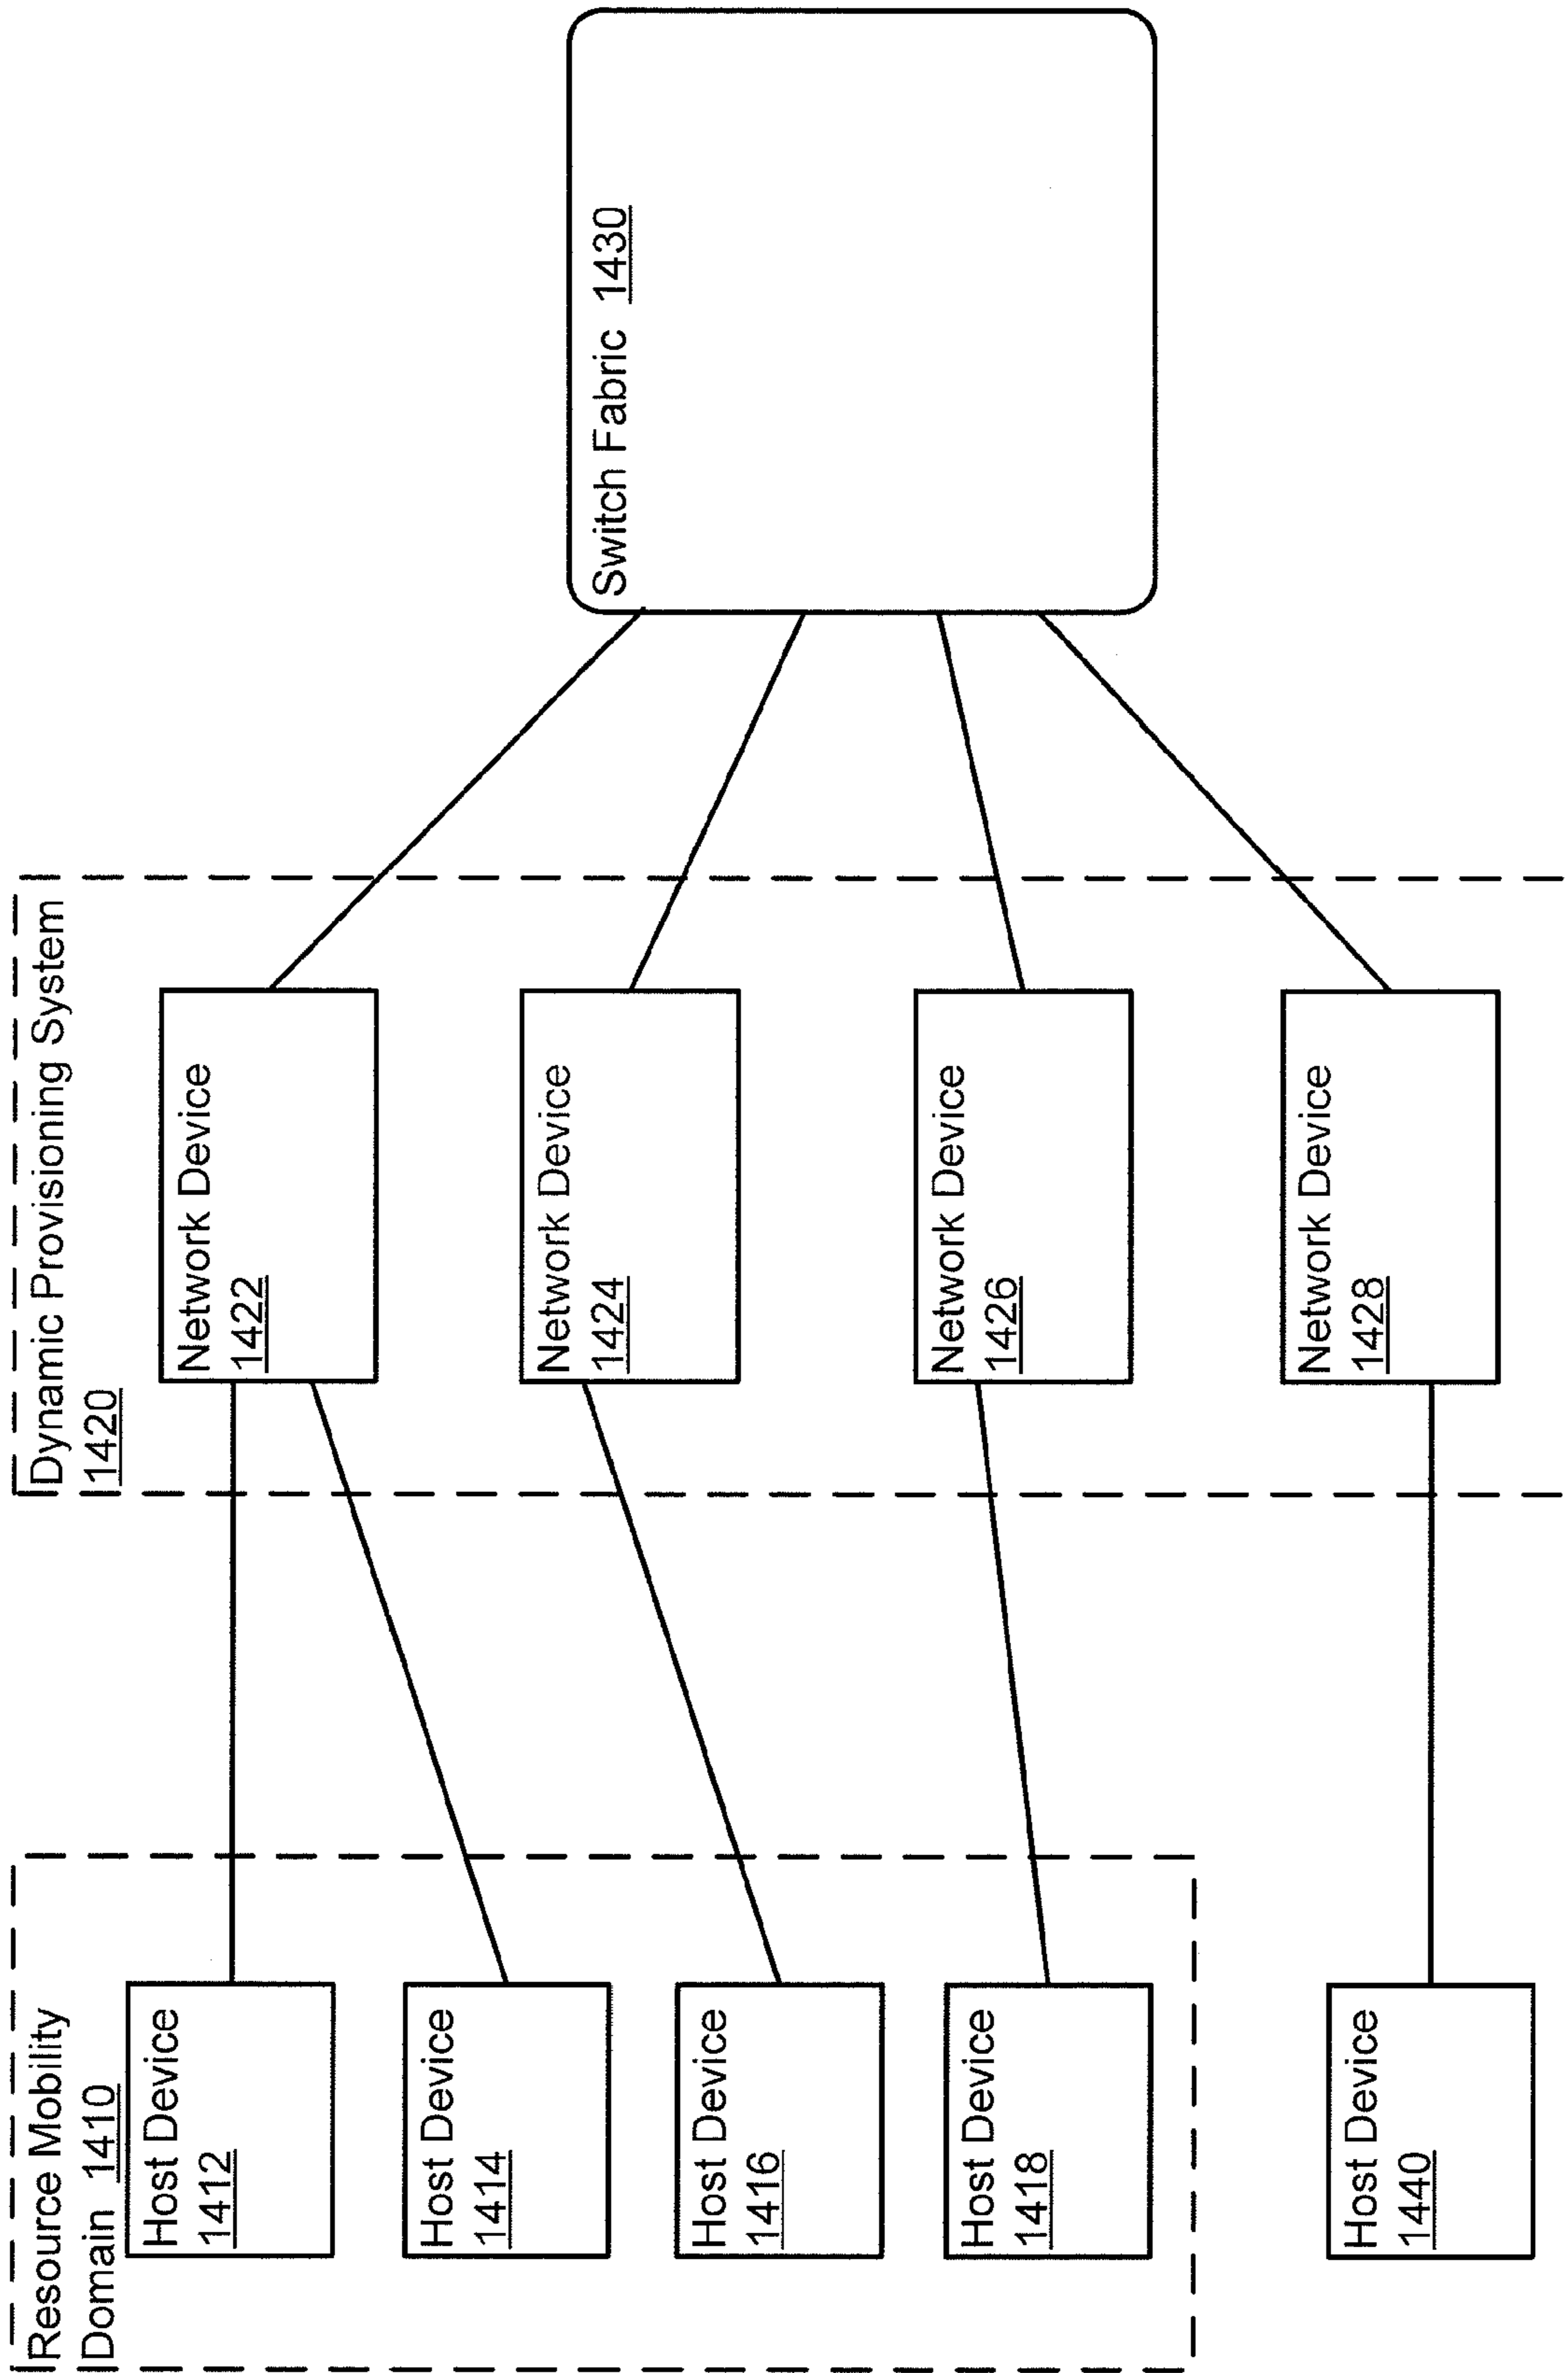 Resource Mobility
Domain 1410
Host Device
1412
Host Device
1414
Host Device
1416
Host Device
1418
Host Device
1440
Dynamic Provisioning System
1420
Network Device
1422
Network Device
1424
Network Device
1426
Network Device
1428
Switch Fabric 1430